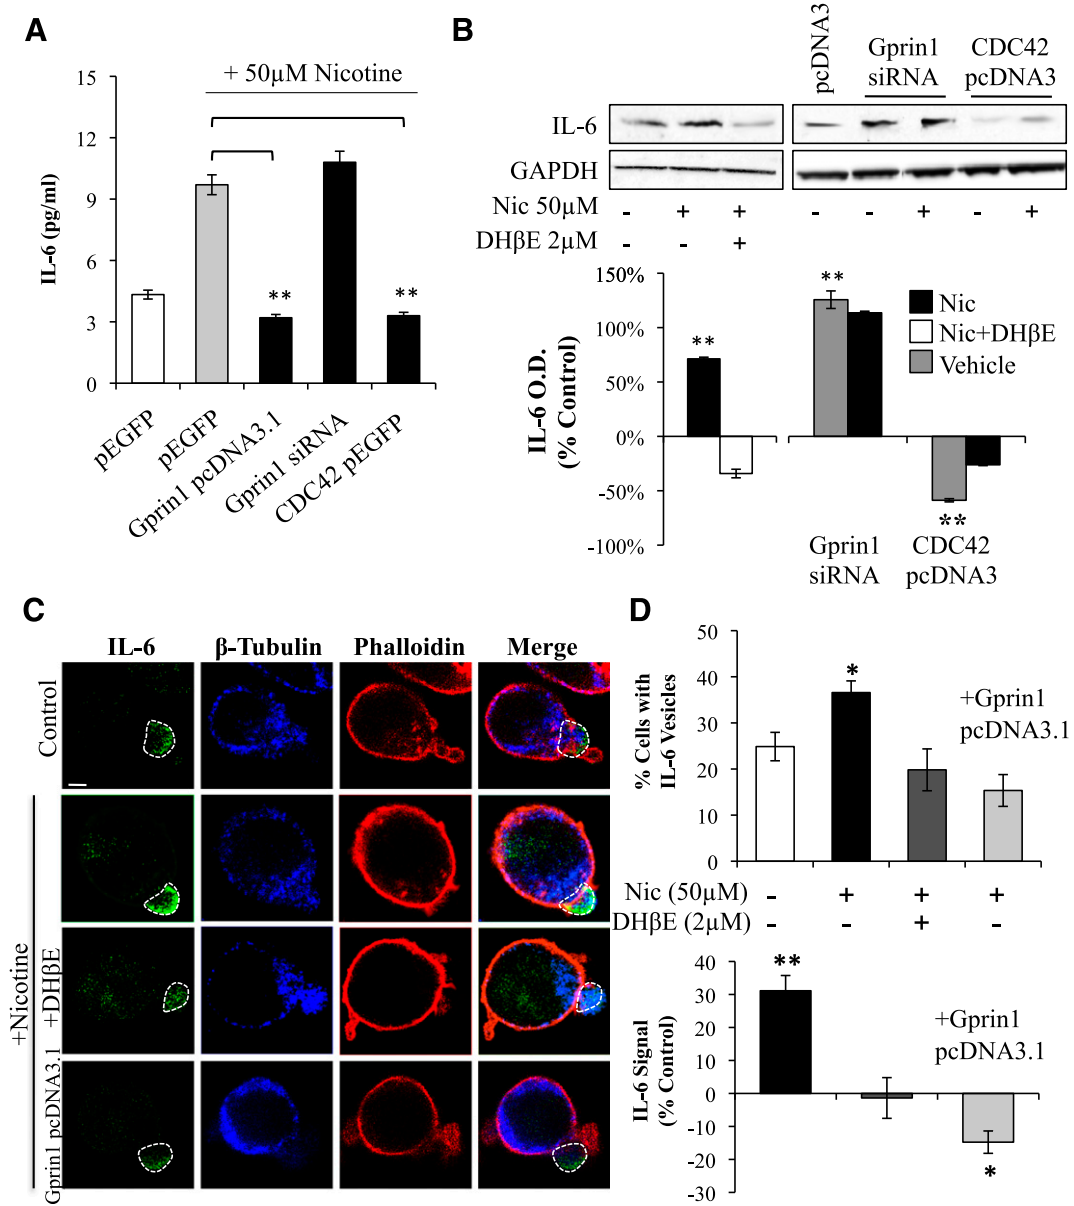 A
+ 50µM Nicotine
15
12
9
6
3
0
IL-6 (pg/ml)
**
**
pEGFP
pEGFP
Gprin1 pcDNA3.1
Gprin1 siRNA
CDC42 pEGFP
B
pcDNA3
Gprin1
siRNA
CDC42
pcDNA3
IL-6
GAPDH
Nic 50µM - + + - - + - +
DHβE 2µM - - +
150%
100%
50%
0%
-50%
-100%
IL-6 O.D.
(% Control)
**
**
**
Nic
Nic+DHβE
Vehicle
Gprin1
siRNA
CDC42
pcDNA3
C
IL-6 β-Tubulin Phalloidin Merge
Control
+Nicotine
+DHβE
Gprin1 pcDNA3.1
D
50
40
30
20
10
0
% Cells with
IL-6 Vesicles
*
+Gprin1
pcDNA3.1
Nic (50µM) - + + +
DHβE (2µM) - - + -
40
30
20
10
0
-10
-20
-30
IL-6 Signal
(% Control)
**
+Gprin1
pcDNA3.1
*